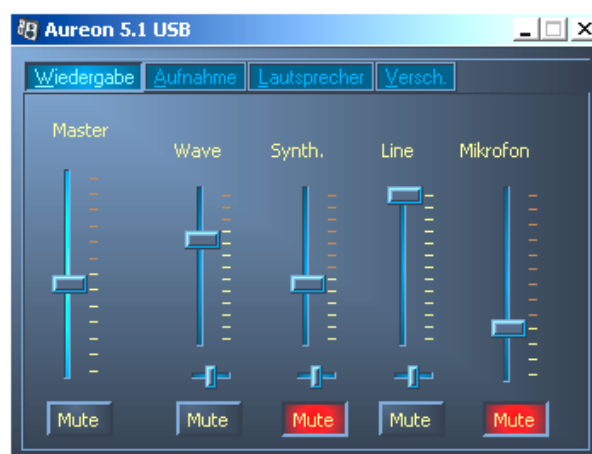 Aureon 5.1 USB
Wiedergabe Aufnahme Lautsprecher Versch.
Master
Wave Synth. Line Mikrofon
Mute Mute Mute Mute Mute